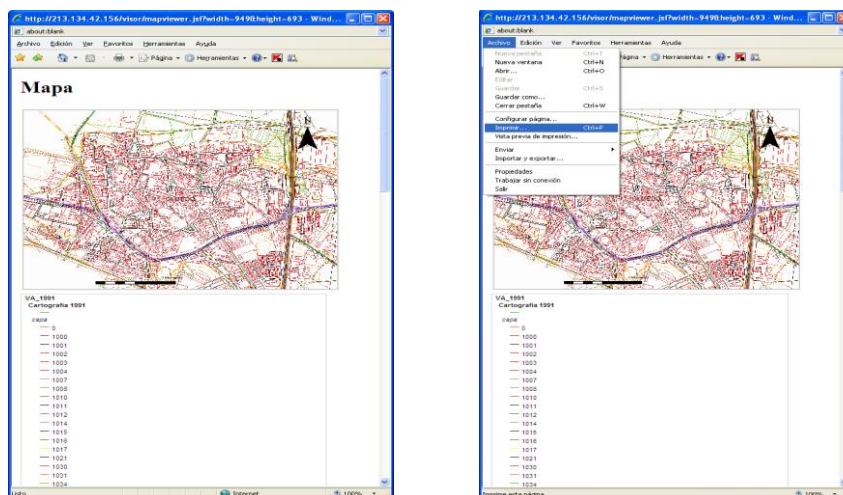 http://213.134.42.156/visor/mapviewer.jsf?width=949&height=693 - Wind...
about:blank
Archivo Edición Ver Favoritos Herramientas Ayuda
Página Herramientas
Mapa
N
VA_1991
Cartografia 1991
capa
0
1000
1001
1002
1003
1004
1007
1008
1010
1011
1012
1014
1015
1016
1017
1021
1030
1031
1034
Listo Internet 100%
http://213.134.42.156/visor/mapviewer.jsf?width=949&height=693 - Wind...
about:blank
Archivo Edición Ver Favoritos Herramientas Ayuda
Página Herramientas
Nueva pestaña Ctrl+T
Nueva ventana Ctrl+N
Abrir... Ctrl+O
Editar
Guardar Ctrl+S
Guardar como...
Cerrar pestaña Ctrl+W
Configurar página...
Imprimir... Ctrl+P
Vista previa de impresión...
Enviar
Importar y exportar...
Propiedades
Trabajar sin conexión
Salir
N
VA_1991
Cartografia 1991
capa
0
1000
1001
1002
1003
1004
1007
1008
1010
1011
1012
1014
1015
1016
1017
1021
1030
1031
1034
Imprime esta página 100%